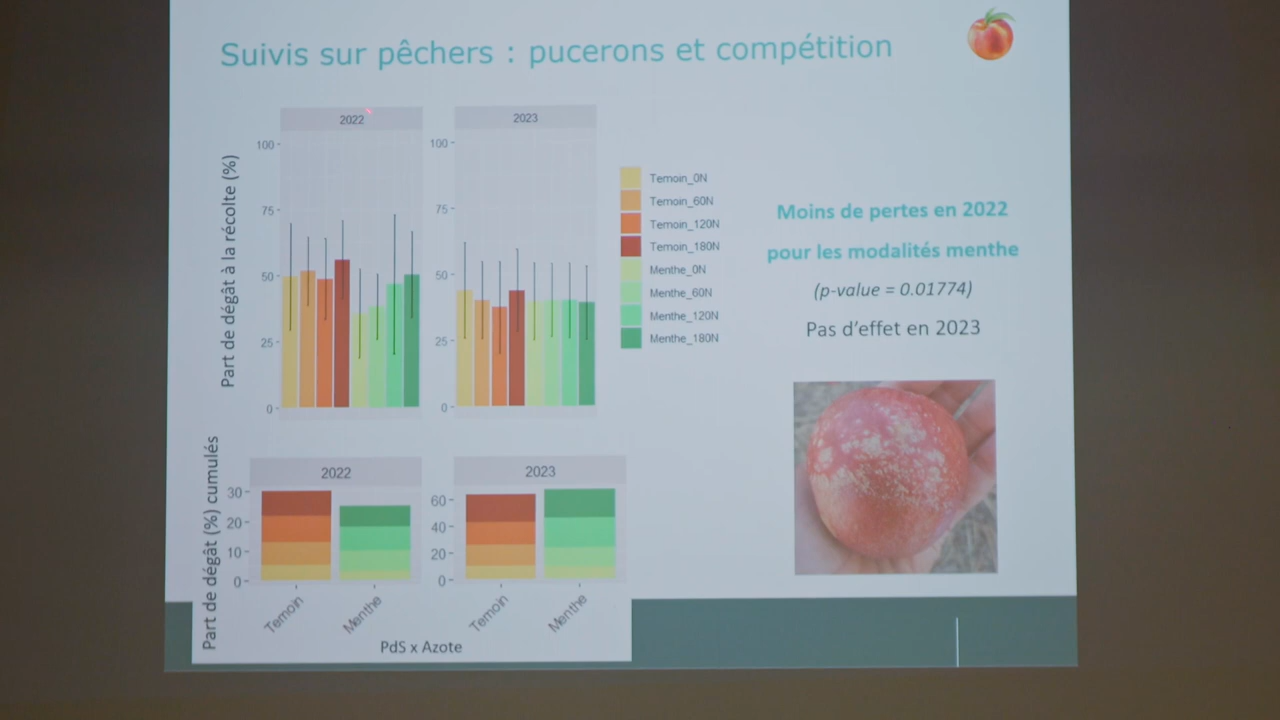 Suivis sur pêchers : pucerons et compétition
Part de dégât à la récolte (%)
2022
100
75
50
25
0
2023
100
75
50
25
0
Temoin_0N
Temoin_60N
Temoin_120N
Temoin_180N
Menthe_0N
Menthe_60N
Menthe_120N
Menthe_180N
Moins de pertes en 2022
pour les modalités menthe
(p-value = 0.01774)
Pas d'effet en 2023
Part de dégât (%) cumulés
2022
30
20
10
0
Temoin
Menthe
2023
60
40
20
0
Temoin
Menthe
PdS x Azote